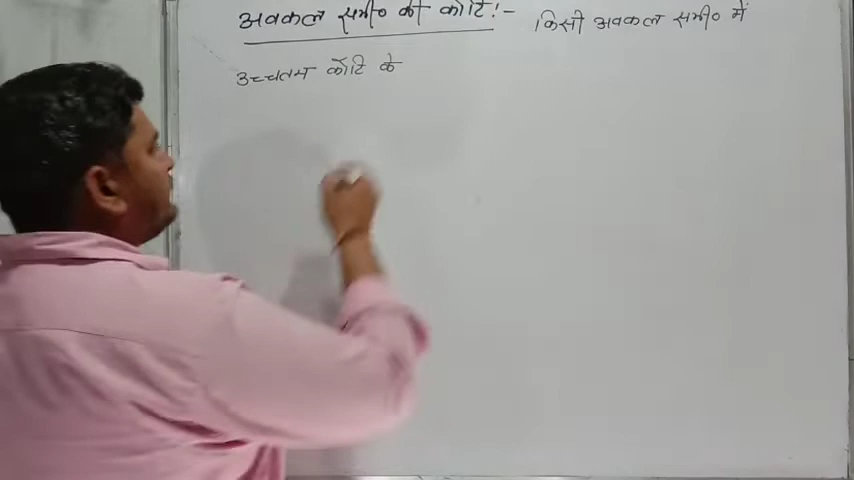 अवकल समी० की कोटि:- किसी अवकल समी० में
उच्चतम कोटि के